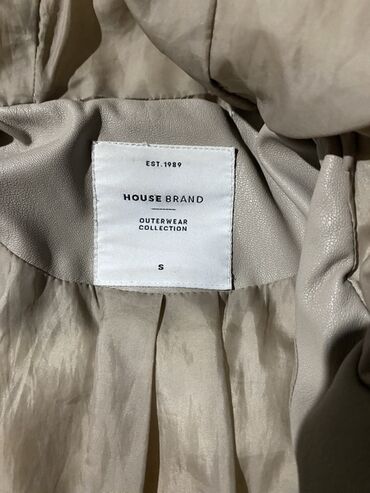 EST.1989
HOUSE BRAND
OUTERWEAR
COLLECTION
S